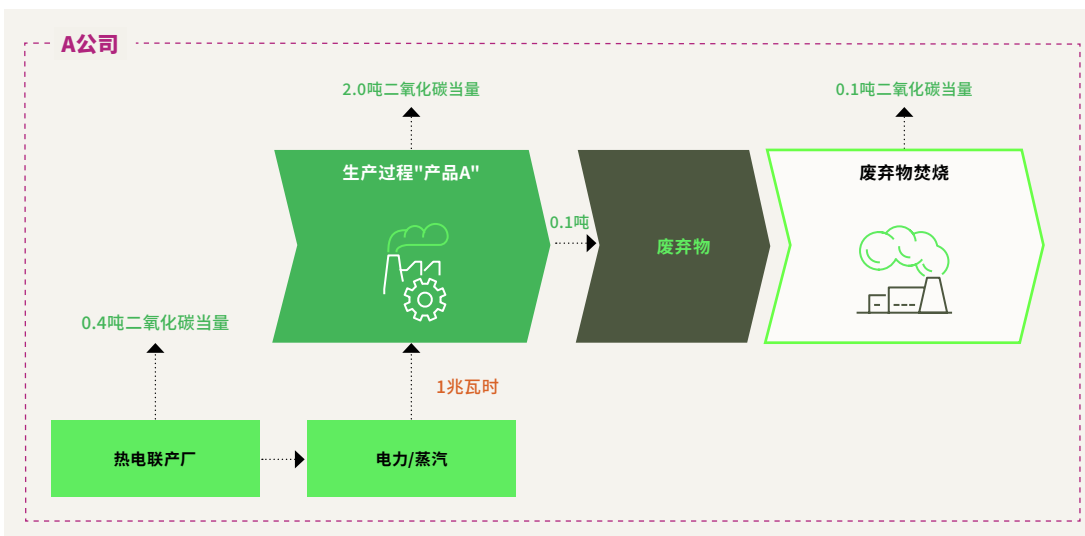 A公司
2.0吨二氧化碳当量
0.1吨二氧化碳当量
生产过程"产品A"
废弃物焚烧
0.1吨
废弃物
0.4吨二氧化碳当量
1兆瓦时
热电联产厂
电力/蒸汽